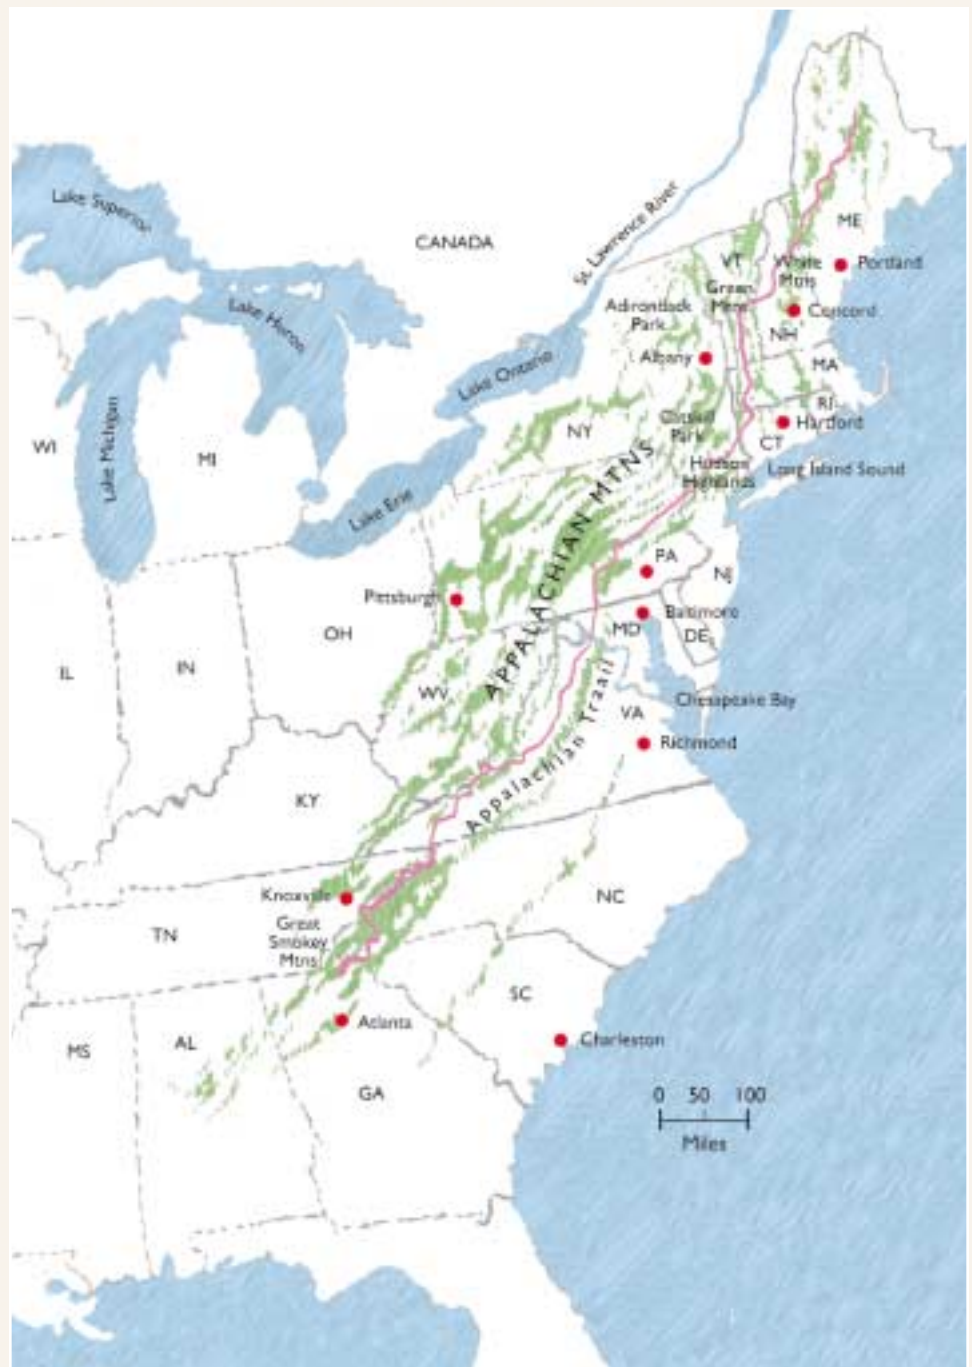 Lake Superior
CANADA
St. Lawrence River
ME
VT
White
Mtns
Portland
Green
Mtns
Lake Huron
Adirondack
Park
Concord
NH
Albany
MA
Lake Ontario
RI
Hartford
Catskill
Park
CT
NY
WI
MI
Lake Michigan
Hudson
Highlands
Long Island Sound
Lake Erie
APPALACHIAN MTNS
PA
NJ
Pittsburgh
Baltimore
MD
DE
OH
IL
IN
WV
Chesapeake Bay
VA
Richmond
Appalachian Traail
KY
Knoxville
NC
TN
Great
Smokey
Mtns
SC
Atlanta
Charleston
MS
AL
GA
0 50 100
Miles